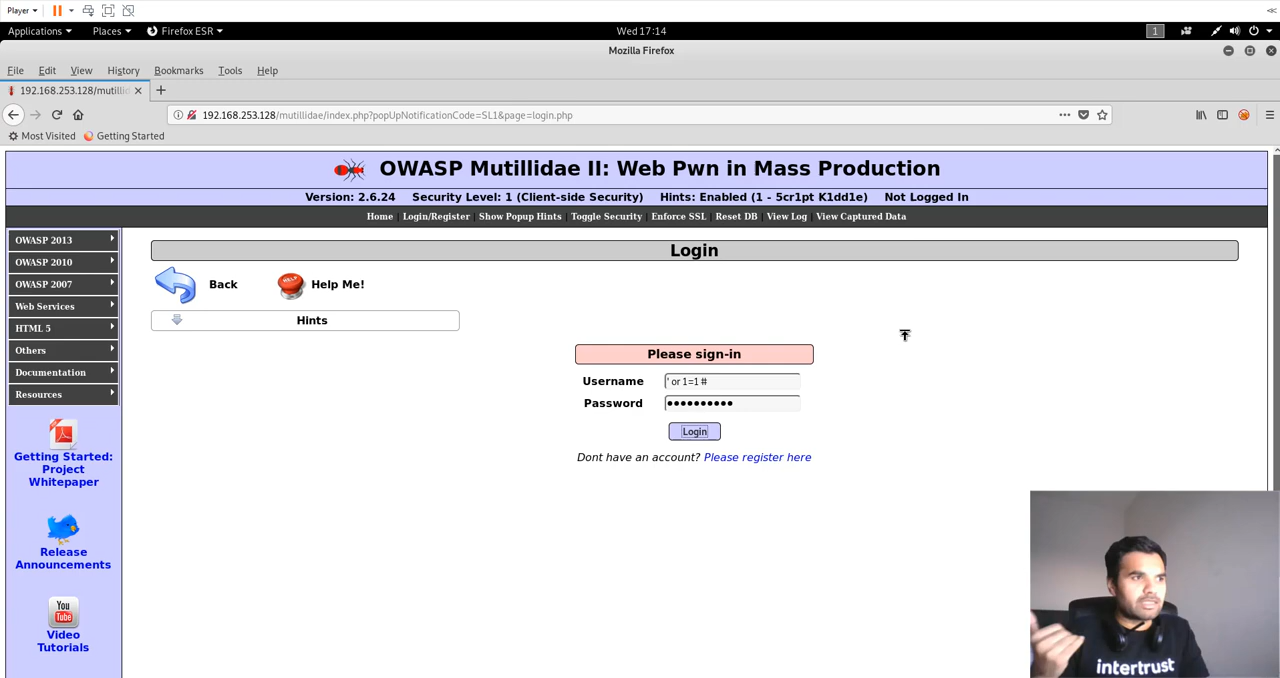 Player
Applications Places Firefox ESR Wed 17:14 1
Mozilla Firefox
File Edit View History Bookmarks Tools Help
192.168.253.128/mutillid
192.168.253.128/mutillidae/index.php?popUpNotificationCode=SL1&page=login.php
Most Visited Getting Started
OWASP Mutillidae II: Web Pwn in Mass Production
Version: 2.6.24 Security Level: 1 (Client-side Security) Hints: Enabled (1 - 5cr1pt K1dd1e) Not Logged In
Home | Login/Register | Show Popup Hints | Toggle Security | Enforce SSL | Reset DB | View Log | View Captured Data
OWASP 2013
OWASP 2010
OWASP 2007
Web Services
HTML 5
Others
Documentation
Resources
Getting Started:
Project
Whitepaper
Release
Announcements
You
Tube
Video
Tutorials
Login
Back HELP Help Me!
Hints
Please sign-in
Username ' or 1=1 #
Password ••••••••••
Login
Dont have an account? Please register here
intertrust